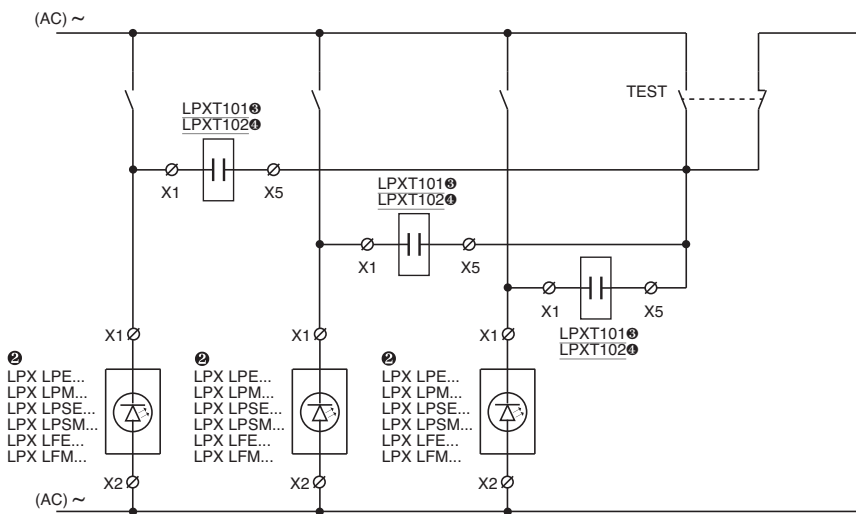 (AC) ~
TEST
LPXT101❸
LPXT102❹
X1
X5
LPXT101❸
LPXT102❹
X1
X5
X1
X5
LPXT101❸
LPXT102❹
X1
X1
X1
❷
LPX LPE...
LPX LPM...
LPX LPSE...
LPX LPSM...
LPX LFE...
LPX LFM...
❷
LPX LPE...
LPX LPM...
LPX LPSE...
LPX LPSM...
LPX LFE...
LPX LFM...
❷
LPX LPE...
LPX LPM...
LPX LPSE...
LPX LPSM...
LPX LFE...
LPX LFM...
X2
X2
X2
(AC) ~